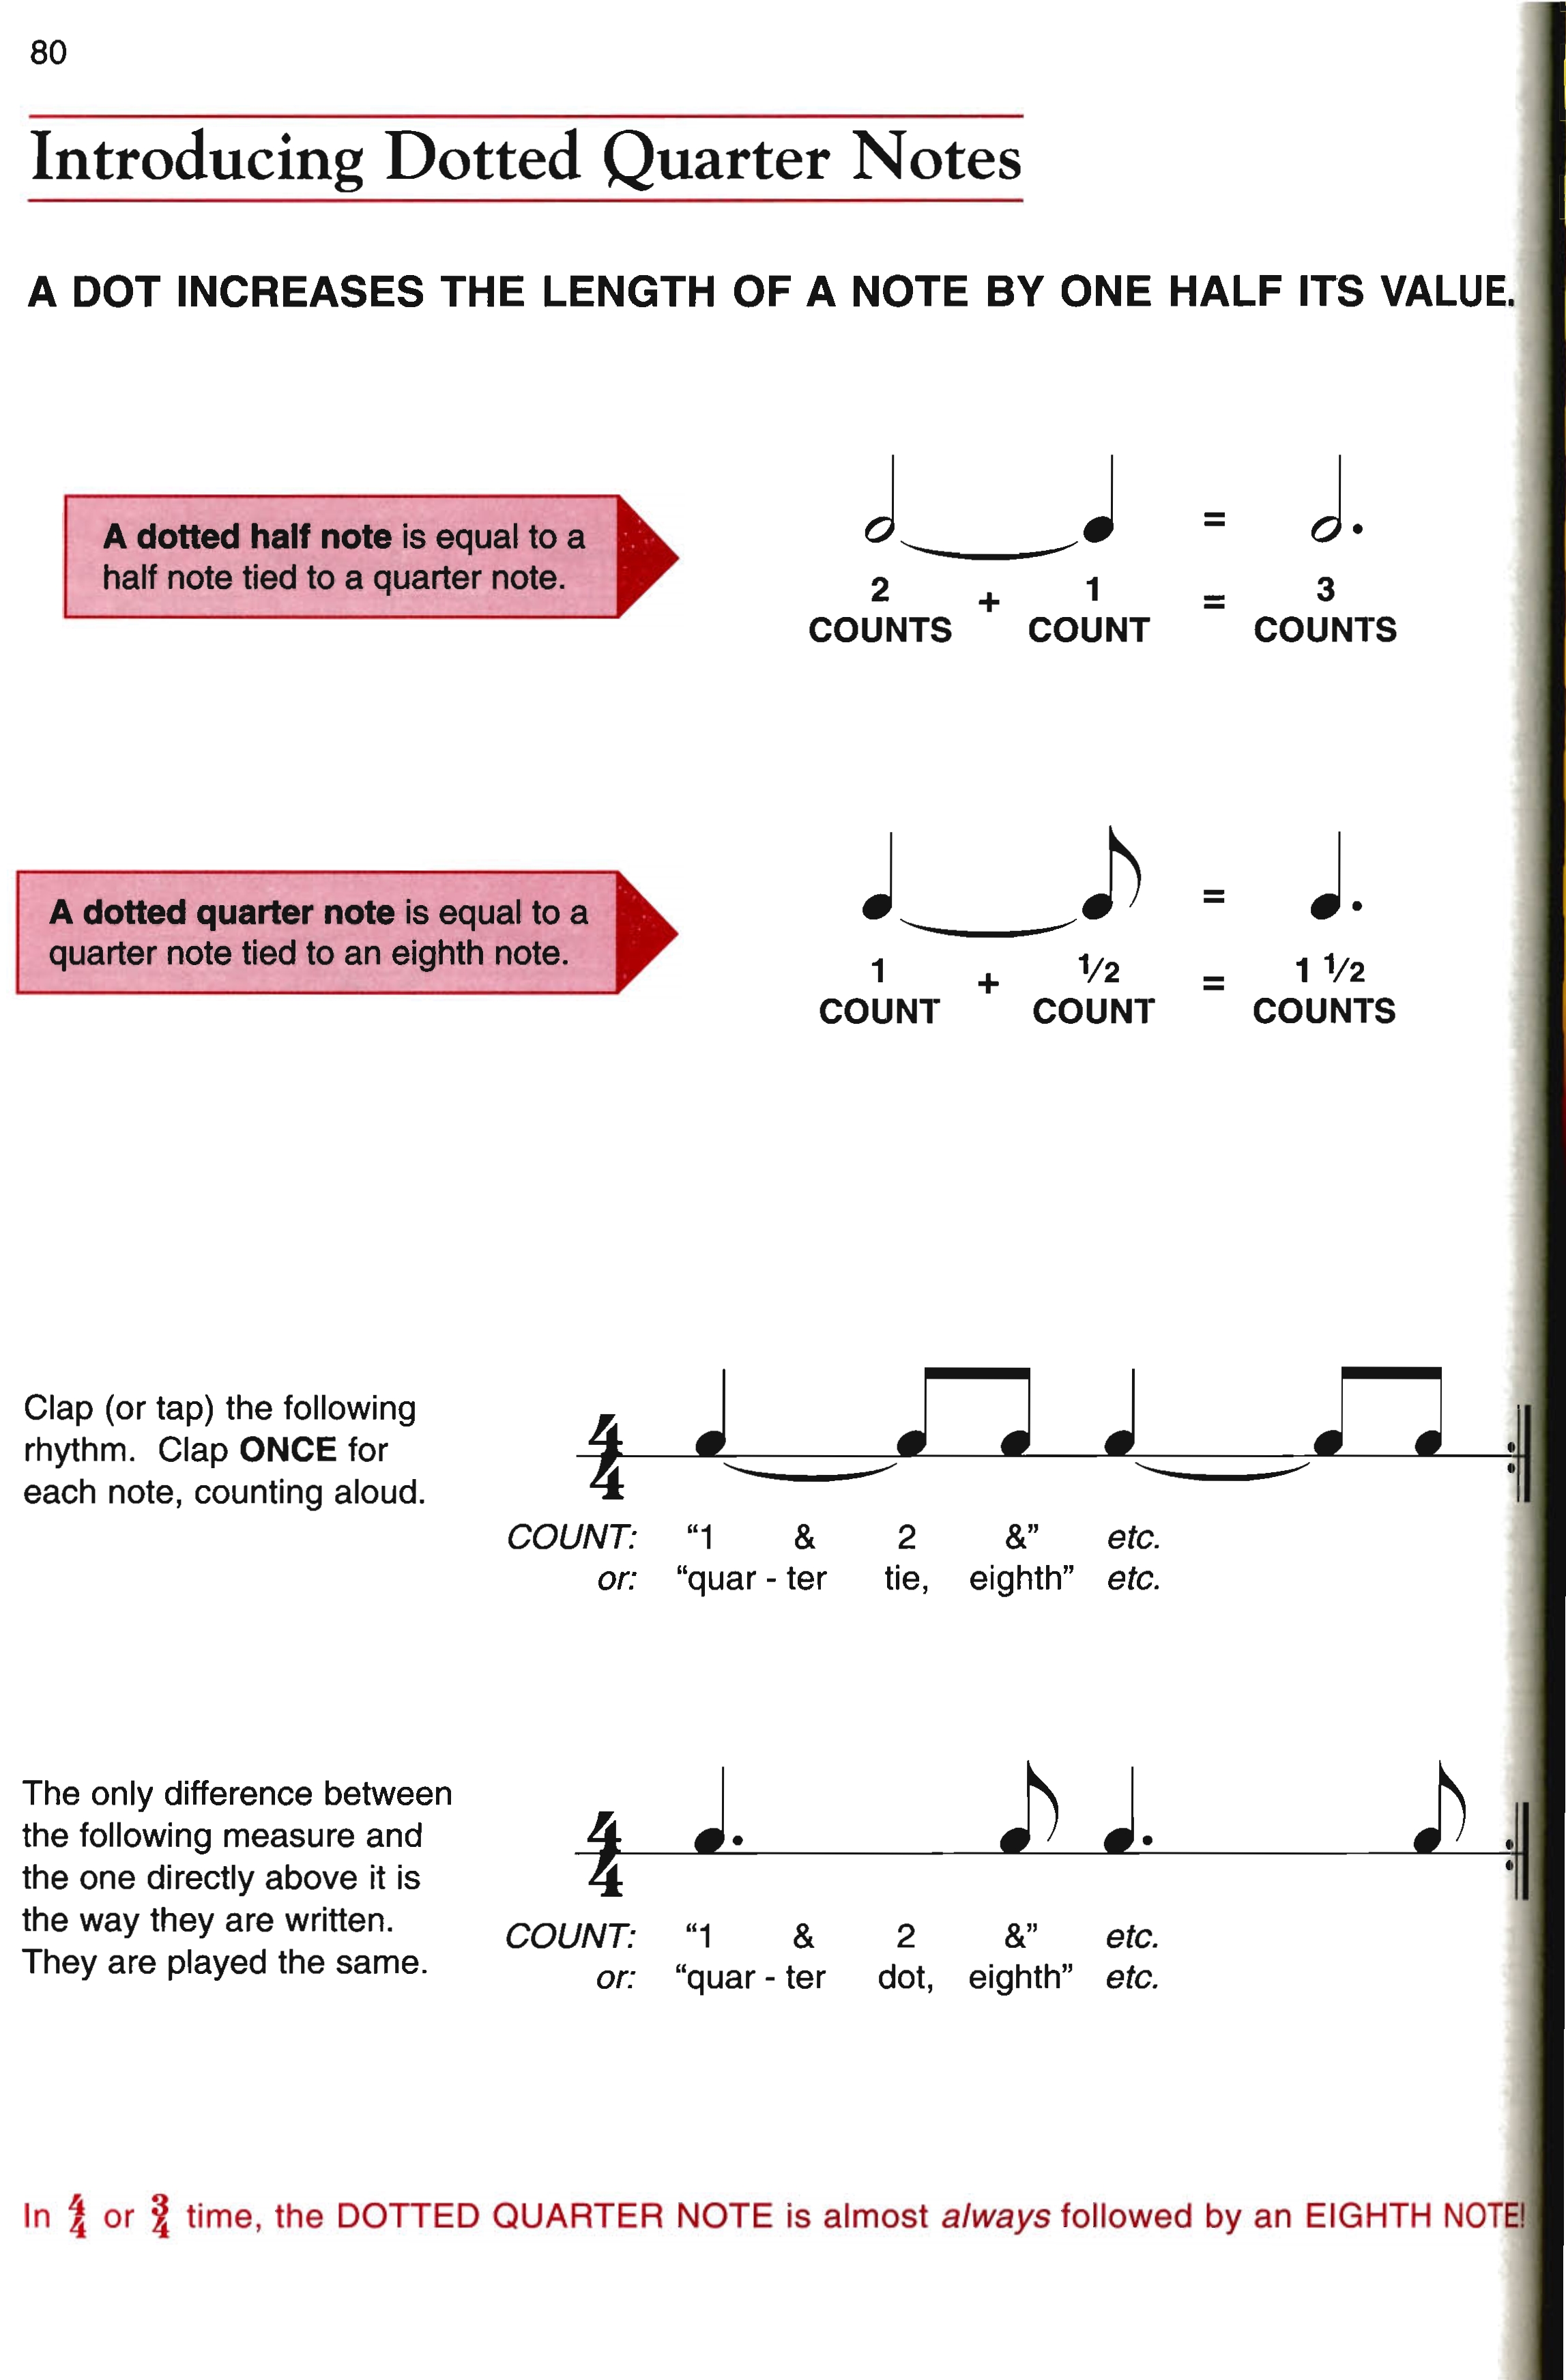 80
Introducing Dotted Quarter Notes
A DOT INCREASES THE LENGTH OF A NOTE BY ONE HALF ITS VALUE.
A dotted half note is equal to a
half note tied to a quarter note.
=
2 + 1 = 3
COUNTS COUNT COUNTS
A dotted quarter note is equal to a
quarter note tied to an eighth note.
=
1 + 1/2 = 1 1/2
COUNT COUNT COUNTS
Clap (or tap) the following
rhythm. Clap ONCE for
each note, counting aloud.
4
4
COUNT: “1 & 2 &” etc.
or: “quar - ter tie, eighth” etc.
The only difference between
the following measure and
the one directly above it is
the way they are written.
They are played the same.
4
4
COUNT: “1 & 2 &” etc.
or: “quar - ter dot, eighth” etc.
In 4/4 or 3/4 time, the DOTTED QUARTER NOTE is almost always followed by an EIGHTH NOTE!